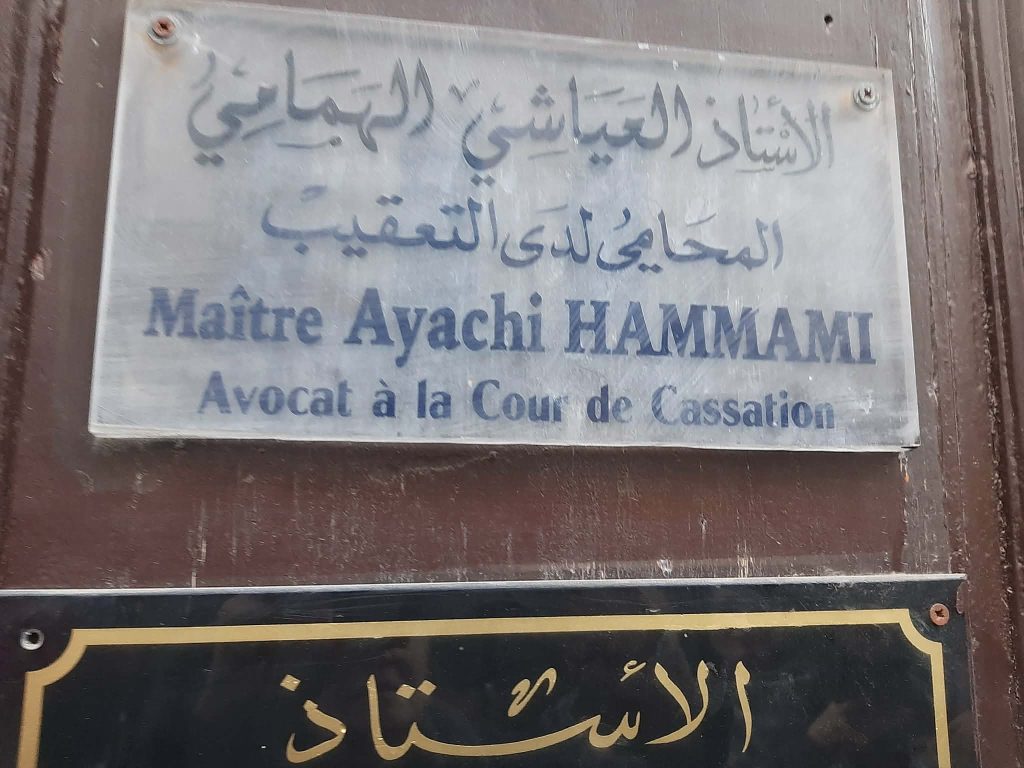 الأستاذ العياشي الهمامي
المحامي لدى التعقيب
Maître Ayachi HAMMAMI
Avocat à la Cour de Cassation
الأستاذ